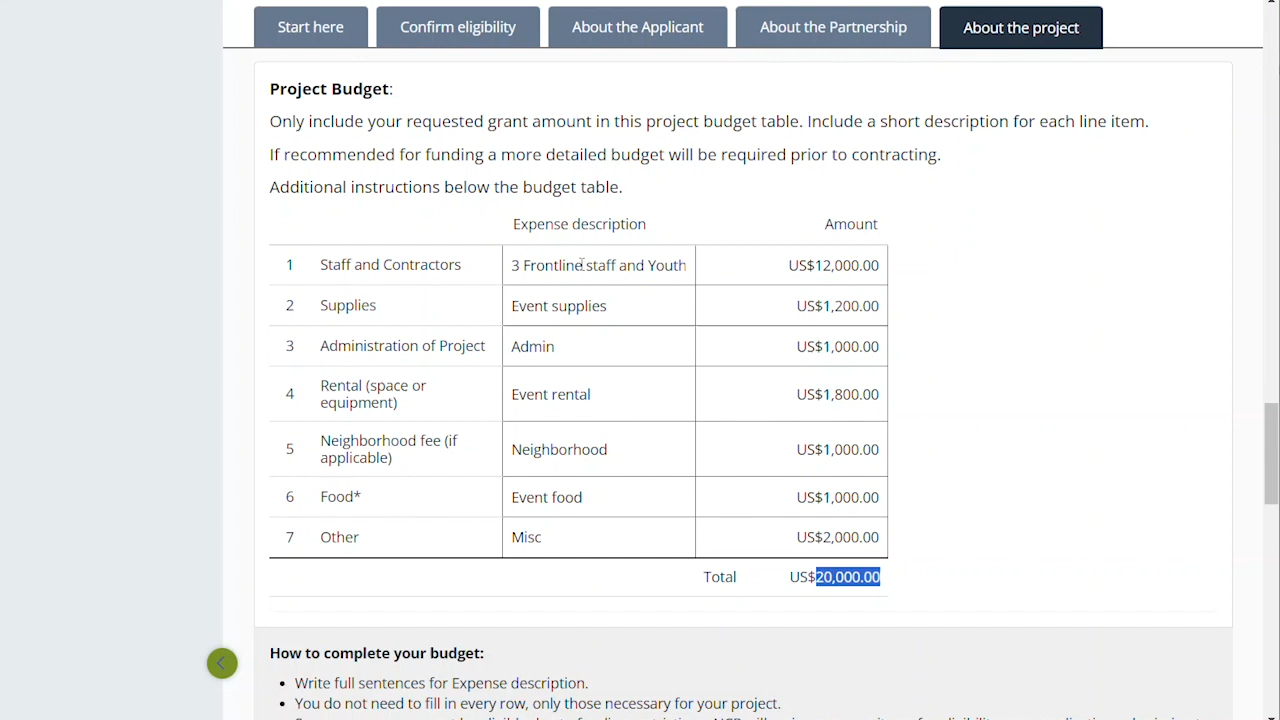 Start here
Confirm eligibility
About the Applicant
About the Partnership
About the project
Project Budget:
Only include your requested grant amount in this project budget table. Include a short description for each line item.
If recommended for funding a more detailed budget will be required prior to contracting.
Additional instructions below the budget table.
Expense description Amount
1 Staff and Contractors 3 Frontline staff and Youth US$12,000.00
2 Supplies Event supplies US$1,200.00
3 Administration of Project Admin US$1,000.00
4 Rental (space or
equipment) Event rental US$1,800.00
5 Neighborhood fee (if
applicable) Neighborhood US$1,000.00
6 Food* Event food US$1,000.00
7 Other Misc US$2,000.00
Total US$20,000.00
How to complete your budget:
• Write full sentences for Expense description.
• You do not need to fill in every row, only those necessary for your project.